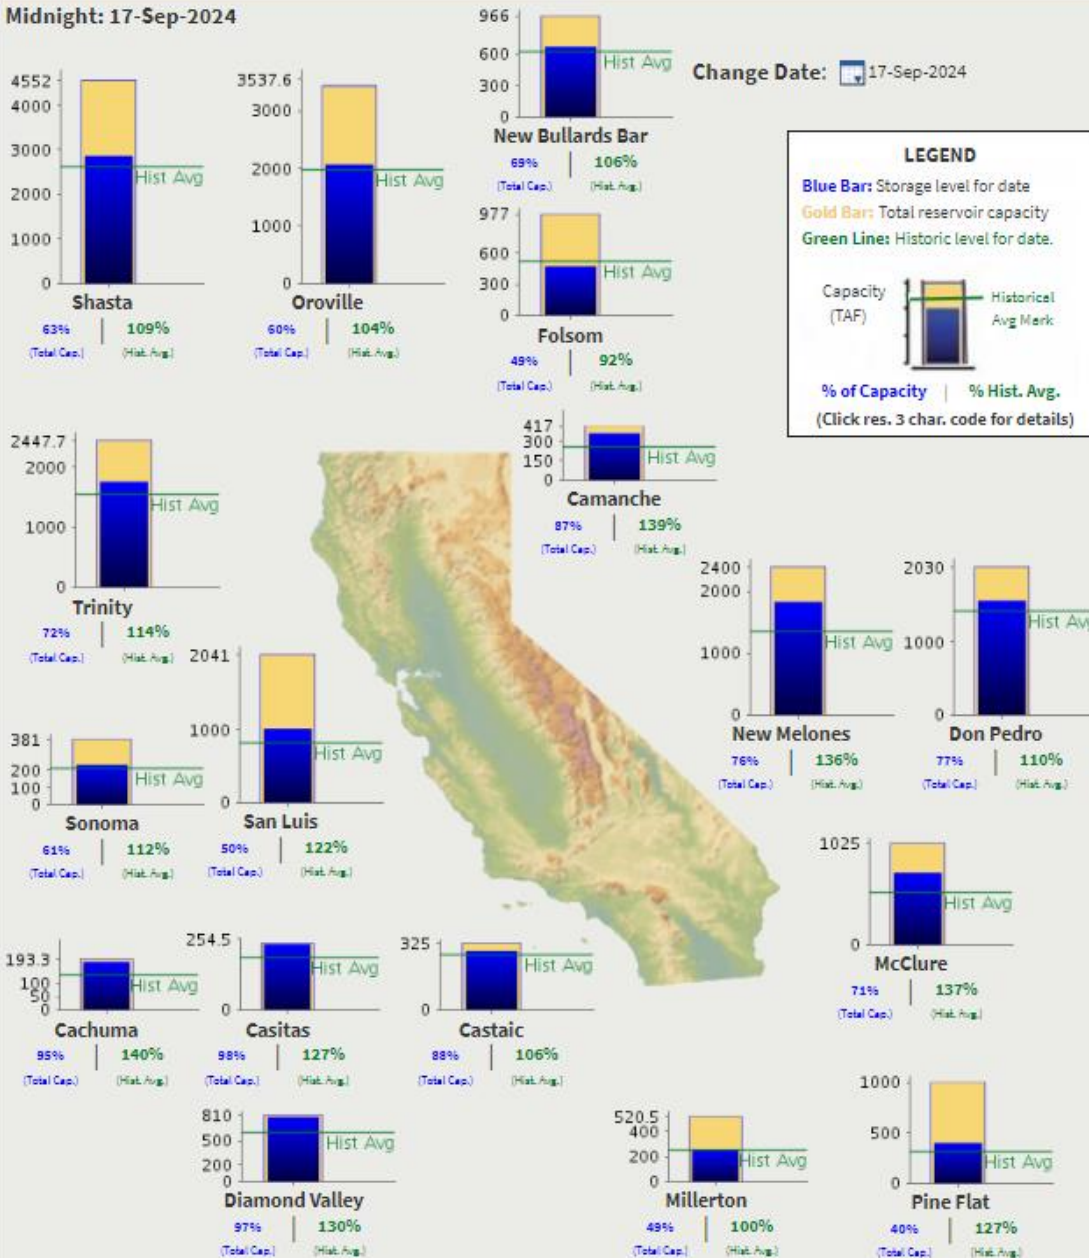 Midnight: 17-Sep-2024
Change Date: 17-Sep-2024
4552
4000
3000
2000
1000
0
Hist Avg
Shasta
63% | 109%
(Total Cap.) (Hist. Avg.)
3537.6
3000
2000
1000
0
Hist Avg
Oroville
60% | 104%
(Total Cap.) (Hist. Avg.)
966
600
300
0
Hist Avg
New Bullards Bar
69% | 106%
(Total Cap.) (Hist. Avg.)
977
600
300
0
Hist Avg
Folsom
49% | 92%
(Total Cap.) (Hist. Avg.)
LEGEND
Blue Bar: Storage level for date
Gold Bar: Total reservoir capacity
Green Line: Historic level for date.
Capacity
(TAF)
Historical
Avg Mark
% of Capacity | % Hist. Avg.
(Click res. 3 char. code for details)
417
300
150
0
Hist Avg
Camanche
87% | 139%
(Total Cap.) (Hist. Avg.)
2447.7
2000
1000
0
Hist Avg
Trinity
72% | 114%
(Total Cap.) (Hist. Avg.)
2400
2000
1000
0
Hist Avg
New Melones
76% | 136%
(Total Cap.) (Hist. Avg.)
2030
1000
0
Hist Avg
Don Pedro
77% | 110%
(Total Cap.) (Hist. Avg.)
381
200
100
0
Hist Avg
Sonoma
61% | 112%
(Total Cap.) (Hist. Avg.)
2041
1000
0
Hist Avg
San Luis
50% | 122%
(Total Cap.) (Hist. Avg.)
1025
0
Hist Avg
McClure
71% | 137%
(Total Cap.) (Hist. Avg.)
193.3
100
50
0
Hist Avg
Cachuma
95% | 140%
(Total Cap.) (Hist. Avg.)
254.5
0
Hist Avg
Casitas
98% | 127%
(Total Cap.) (Hist. Avg.)
325
0
Hist Avg
Castaic
88% | 106%
(Total Cap.) (Hist. Avg.)
810
500
200
0
Hist Avg
Diamond Valley
97% | 130%
(Total Cap.) (Hist. Avg.)
520.5
400
200
0
Hist Avg
Millerton
49% | 100%
(Total Cap.) (Hist. Avg.)
1000
500
0
Hist Avg
Pine Flat
40% | 127%
(Total Cap.) (Hist. Avg.)